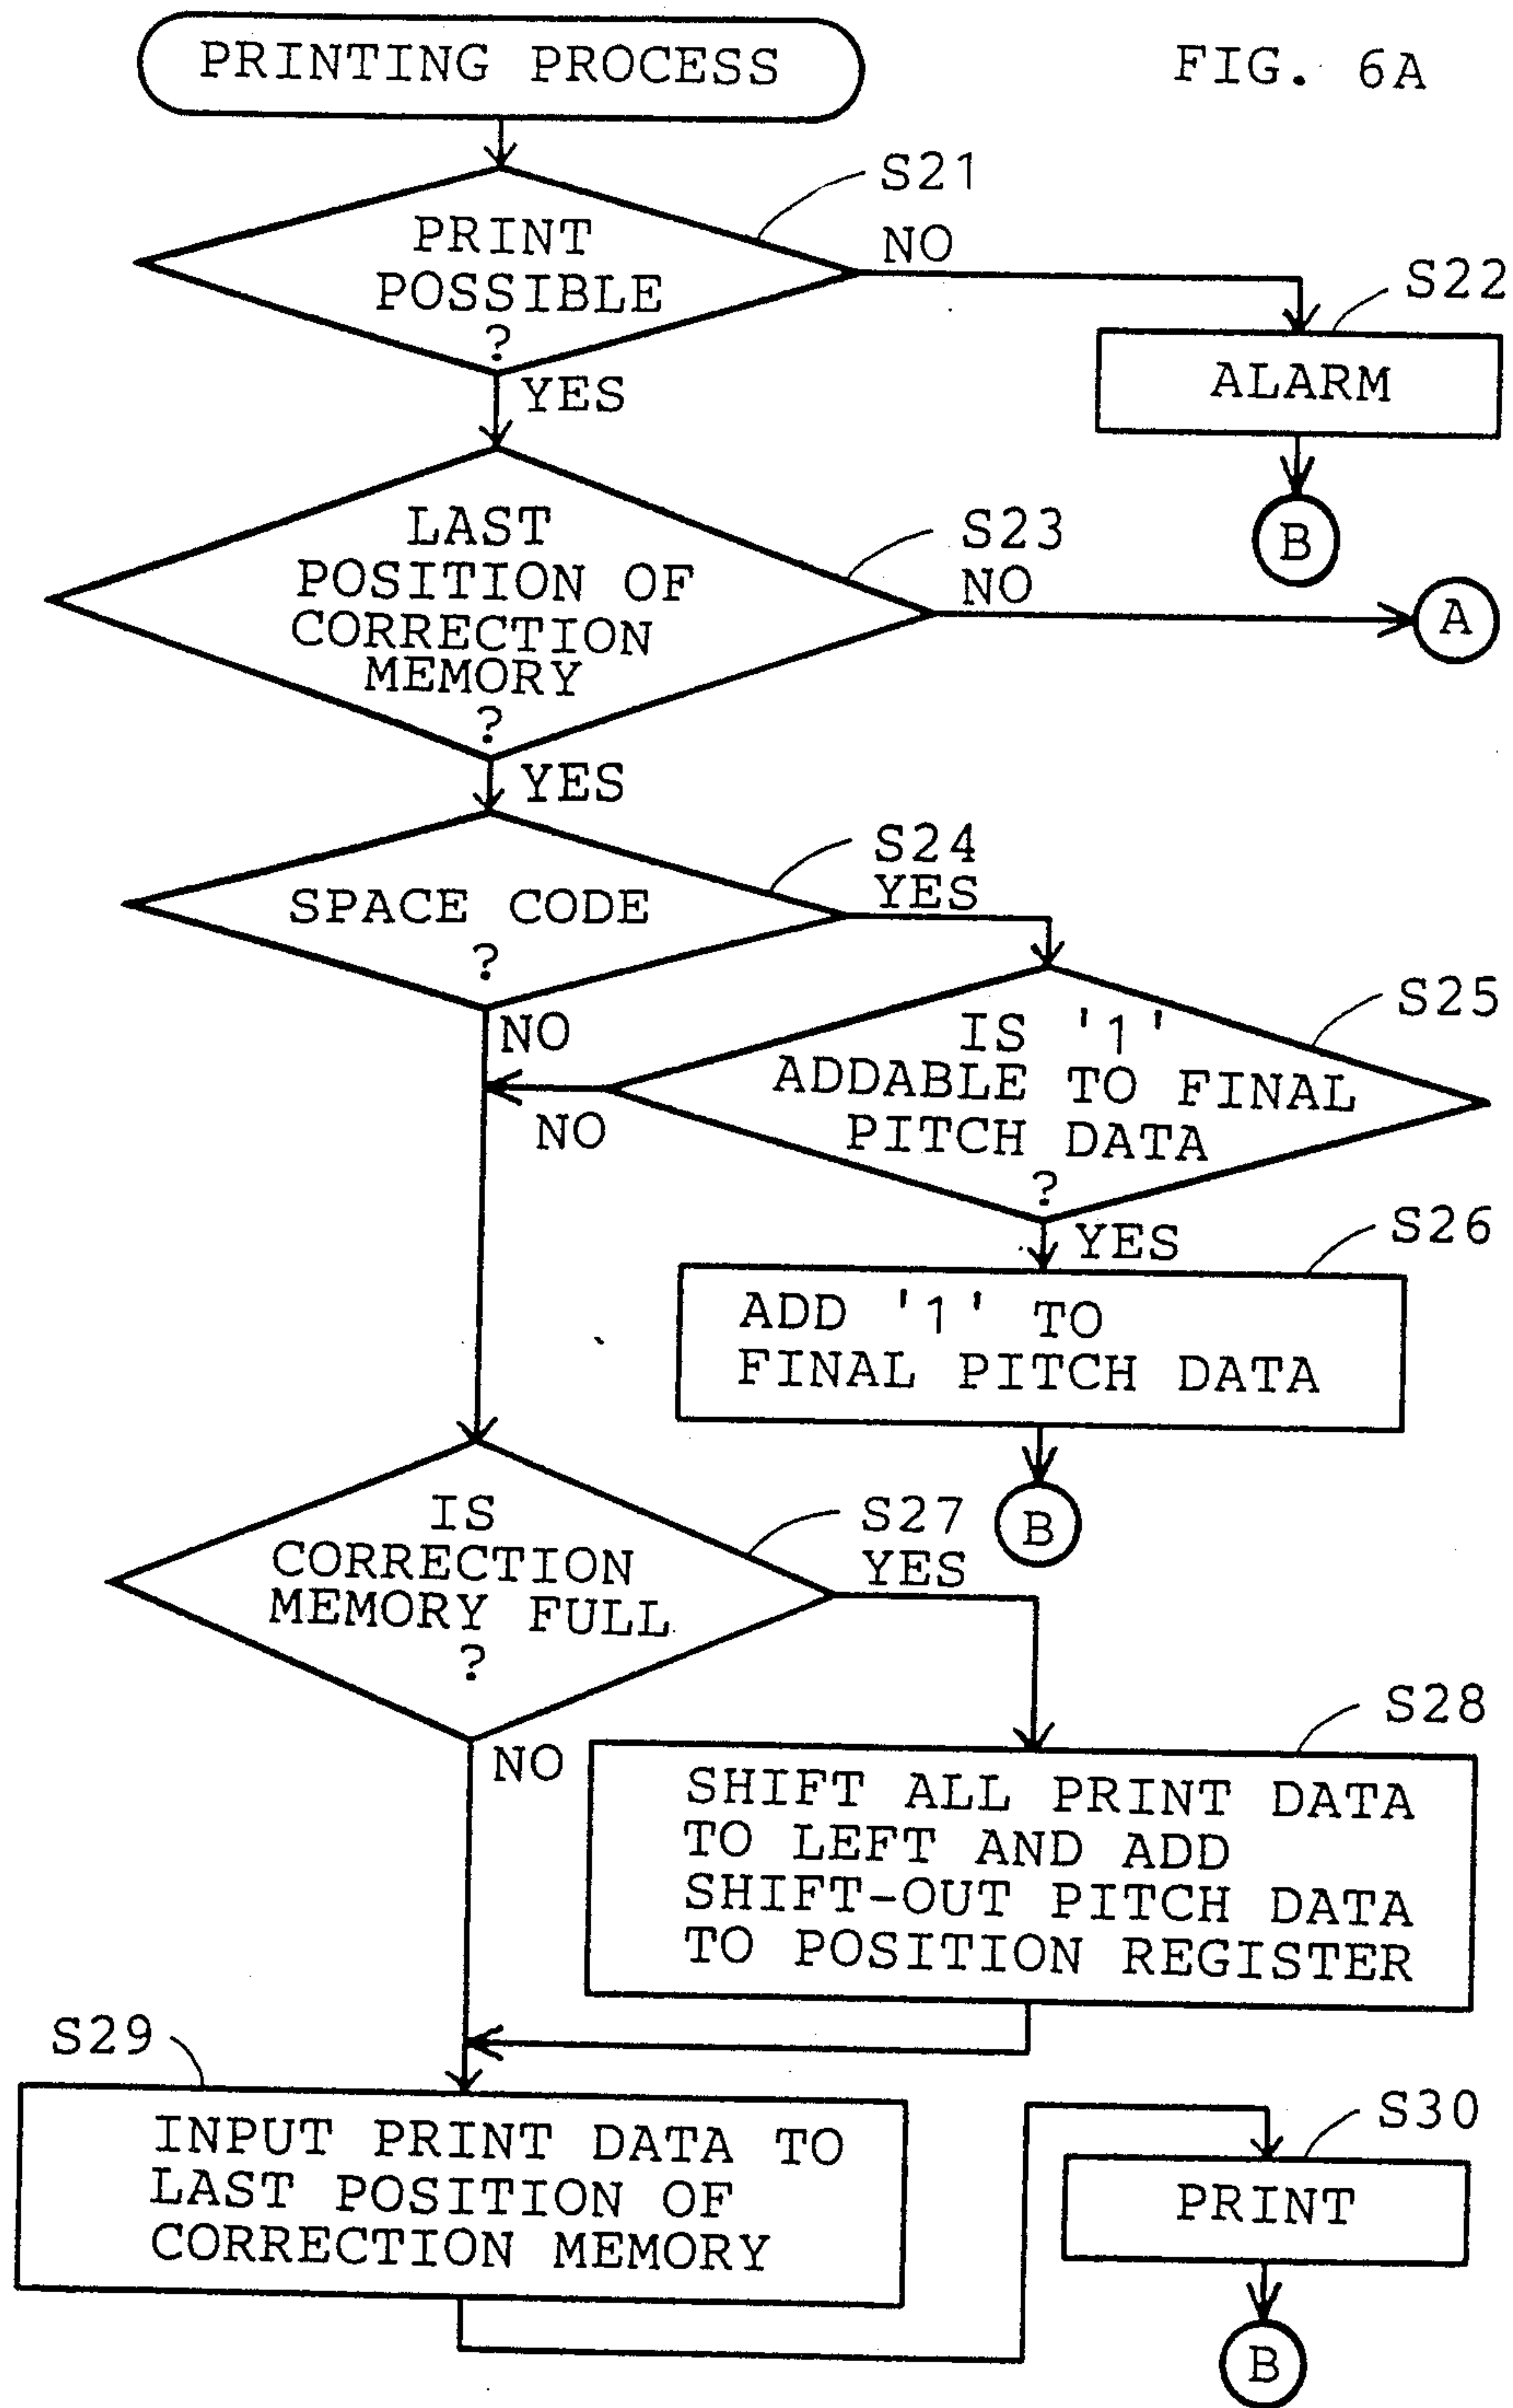 PRINTING PROCESS
FIG. 6A
S21
PRINT
POSSIBLE
?
NO
S22
ALARM
B
YES
LAST
POSITION OF
CORRECTION
MEMORY
?
S23
NO
A
YES
S24
SPACE CODE
?
YES
NO
S25
IS '1'
ADDABLE TO FINAL
PITCH DATA
?
NO
YES
S26
ADD '1' TO
FINAL PITCH DATA
B
IS
CORRECTION
MEMORY FULL
?
S27
YES
NO
S28
SHIFT ALL PRINT DATA
TO LEFT AND ADD
SHIFT-OUT PITCH DATA
TO POSITION REGISTER
S29
INPUT PRINT DATA TO
LAST POSITION OF
CORRECTION MEMORY
S30
PRINT
B